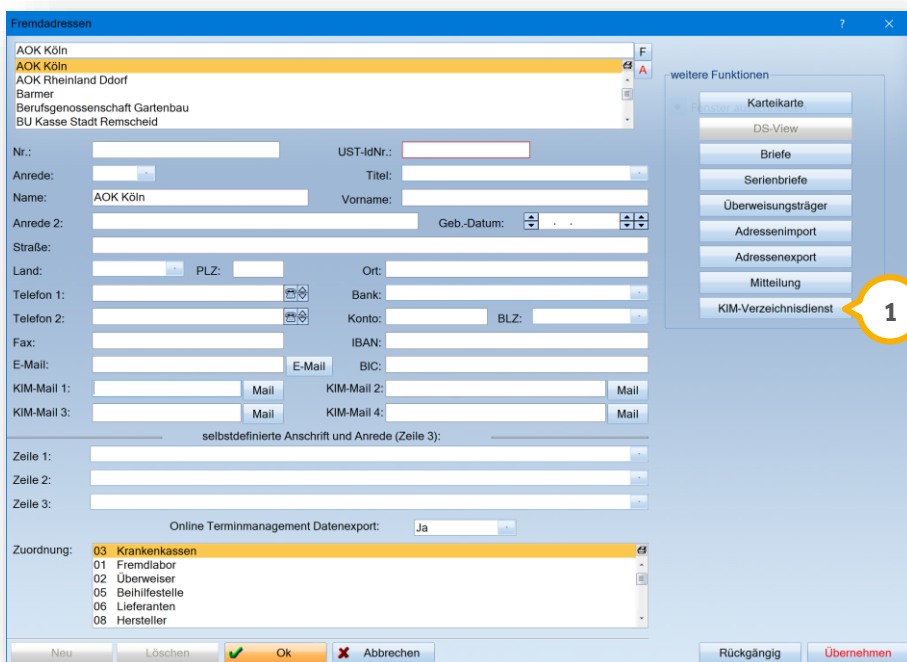 Fremdadressen ?
AOK Köln F
AOK Köln A
AOK Rheinland Ddorf
Barmer
Berufsgenossenschaft Gartenbau
BU Kasse Stadt Remscheid
weitere Funktionen
Karteikarte
DS-View
Briefe
Serienbriefe
Überweisungsträger
Adressenimport
Adressenexport
Mitteilung
KIM-Verzeichnisdienst 1
Nr.: UST-IdNr.:
Anrede: Titel:
Name: AOK Köln Vorname:
Anrede 2: Geb.-Datum: . .
Straße:
Land: PLZ: Ort:
Telefon 1: Bank:
Telefon 2: Konto: BLZ:
Fax: IBAN:
E-Mail: E-Mail BIC:
KIM-Mail 1: Mail KIM-Mail 2: Mail
KIM-Mail 3: Mail KIM-Mail 4: Mail
selbstdefinierte Anschrift und Anrede (Zeile 3):
Zeile 1:
Zeile 2:
Zeile 3:
Online Terminmanagement Datenexport: Ja
Zuordnung: 03 Krankenkassen
01 Fremdlabor
02 Überweiser
05 Beihilfestelle
06 Lieferanten
08 Hersteller
Neu Löschen Ok Abbrechen Rückgängig Übernehmen